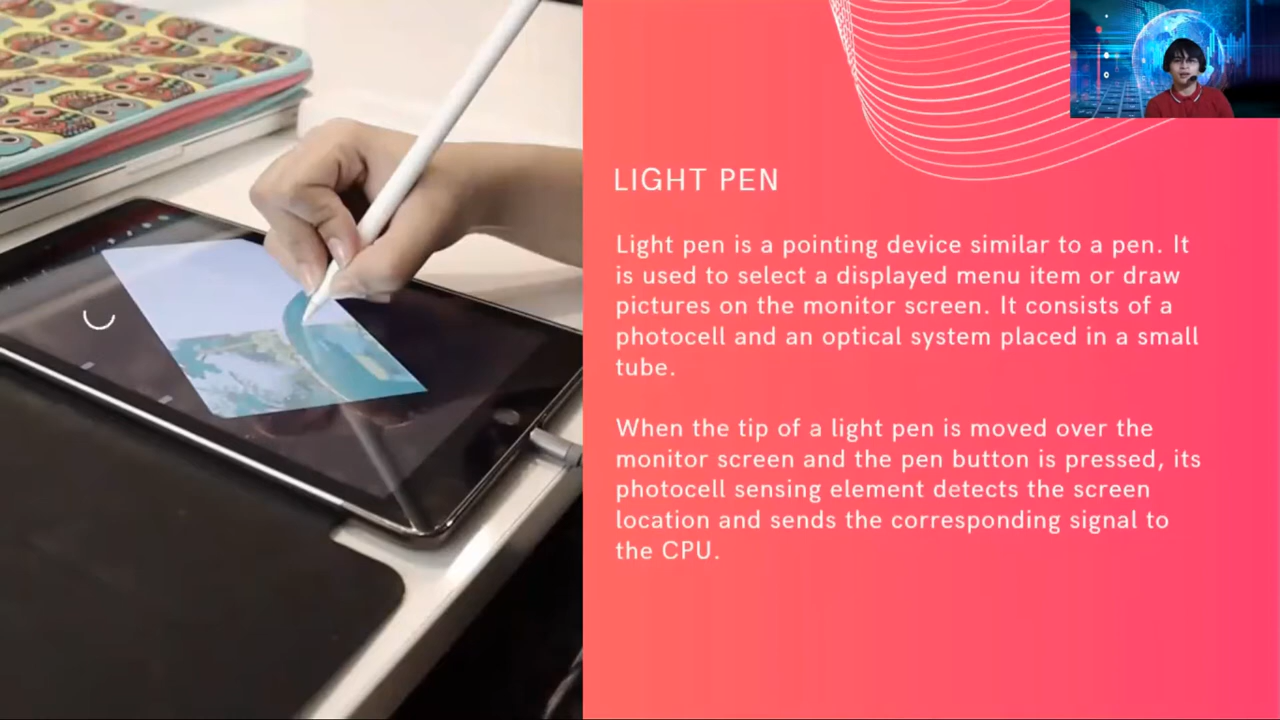 LIGHT PEN
Light pen is a pointing device similar to a pen. It
is used to select a displayed menu item or draw
pictures on the monitor screen. It consists of a
photocell and an optical system placed in a small
tube.
When the tip of a light pen is moved over the
monitor screen and the pen button is pressed, its
photocell sensing element detects the screen
location and sends the corresponding signal to
the CPU.